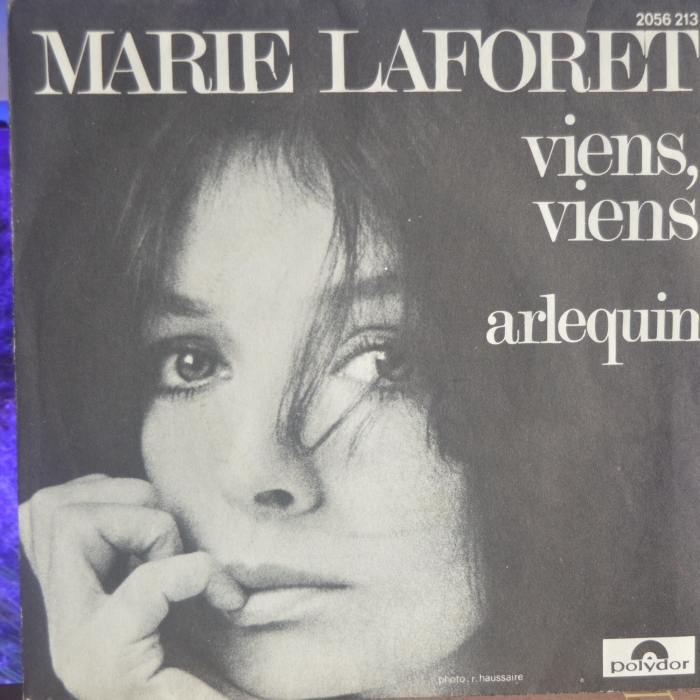 2056 213
MARIE LAFORET
viens,
viens
arlequin
photo : r. haussaire
polydor